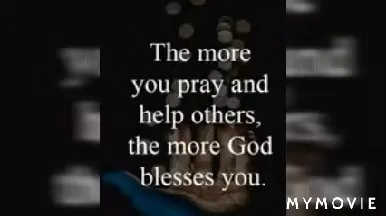 The more
you pray and
help others,
the more God
blesses you.
MYMOVIE